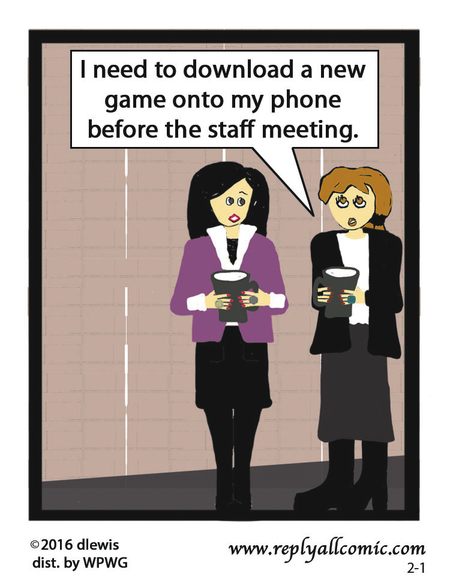 I need to download a new
game onto my phone
before the staff meeting.
©2016 dlewis
dist. by WPWG
www.replyallcomic.com
2-1